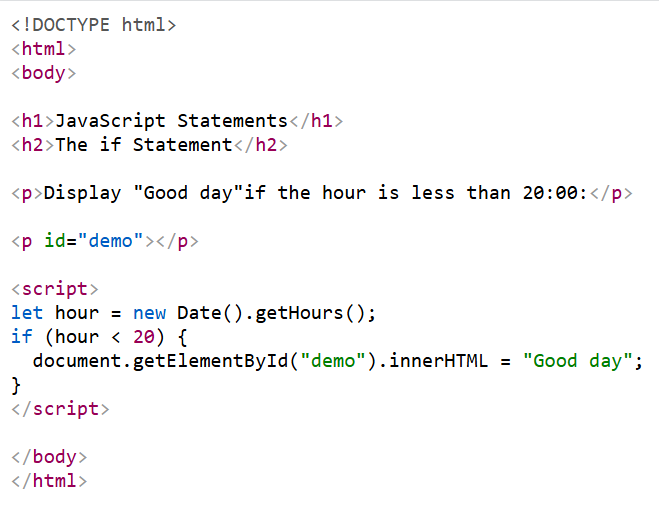 <!DOCTYPE html>
<html>
<body>
<h1>JavaScript Statements</h1>
<h2>The if Statement</h2>
<p>Display "Good day"if the hour is less than 20:00:</p>
<p id="demo"></p>
<script>
let hour = new Date().getHours();
if (hour < 20) {
  document.getElementById("demo").innerHTML = "Good day";
}
</script>
</body>
</html>